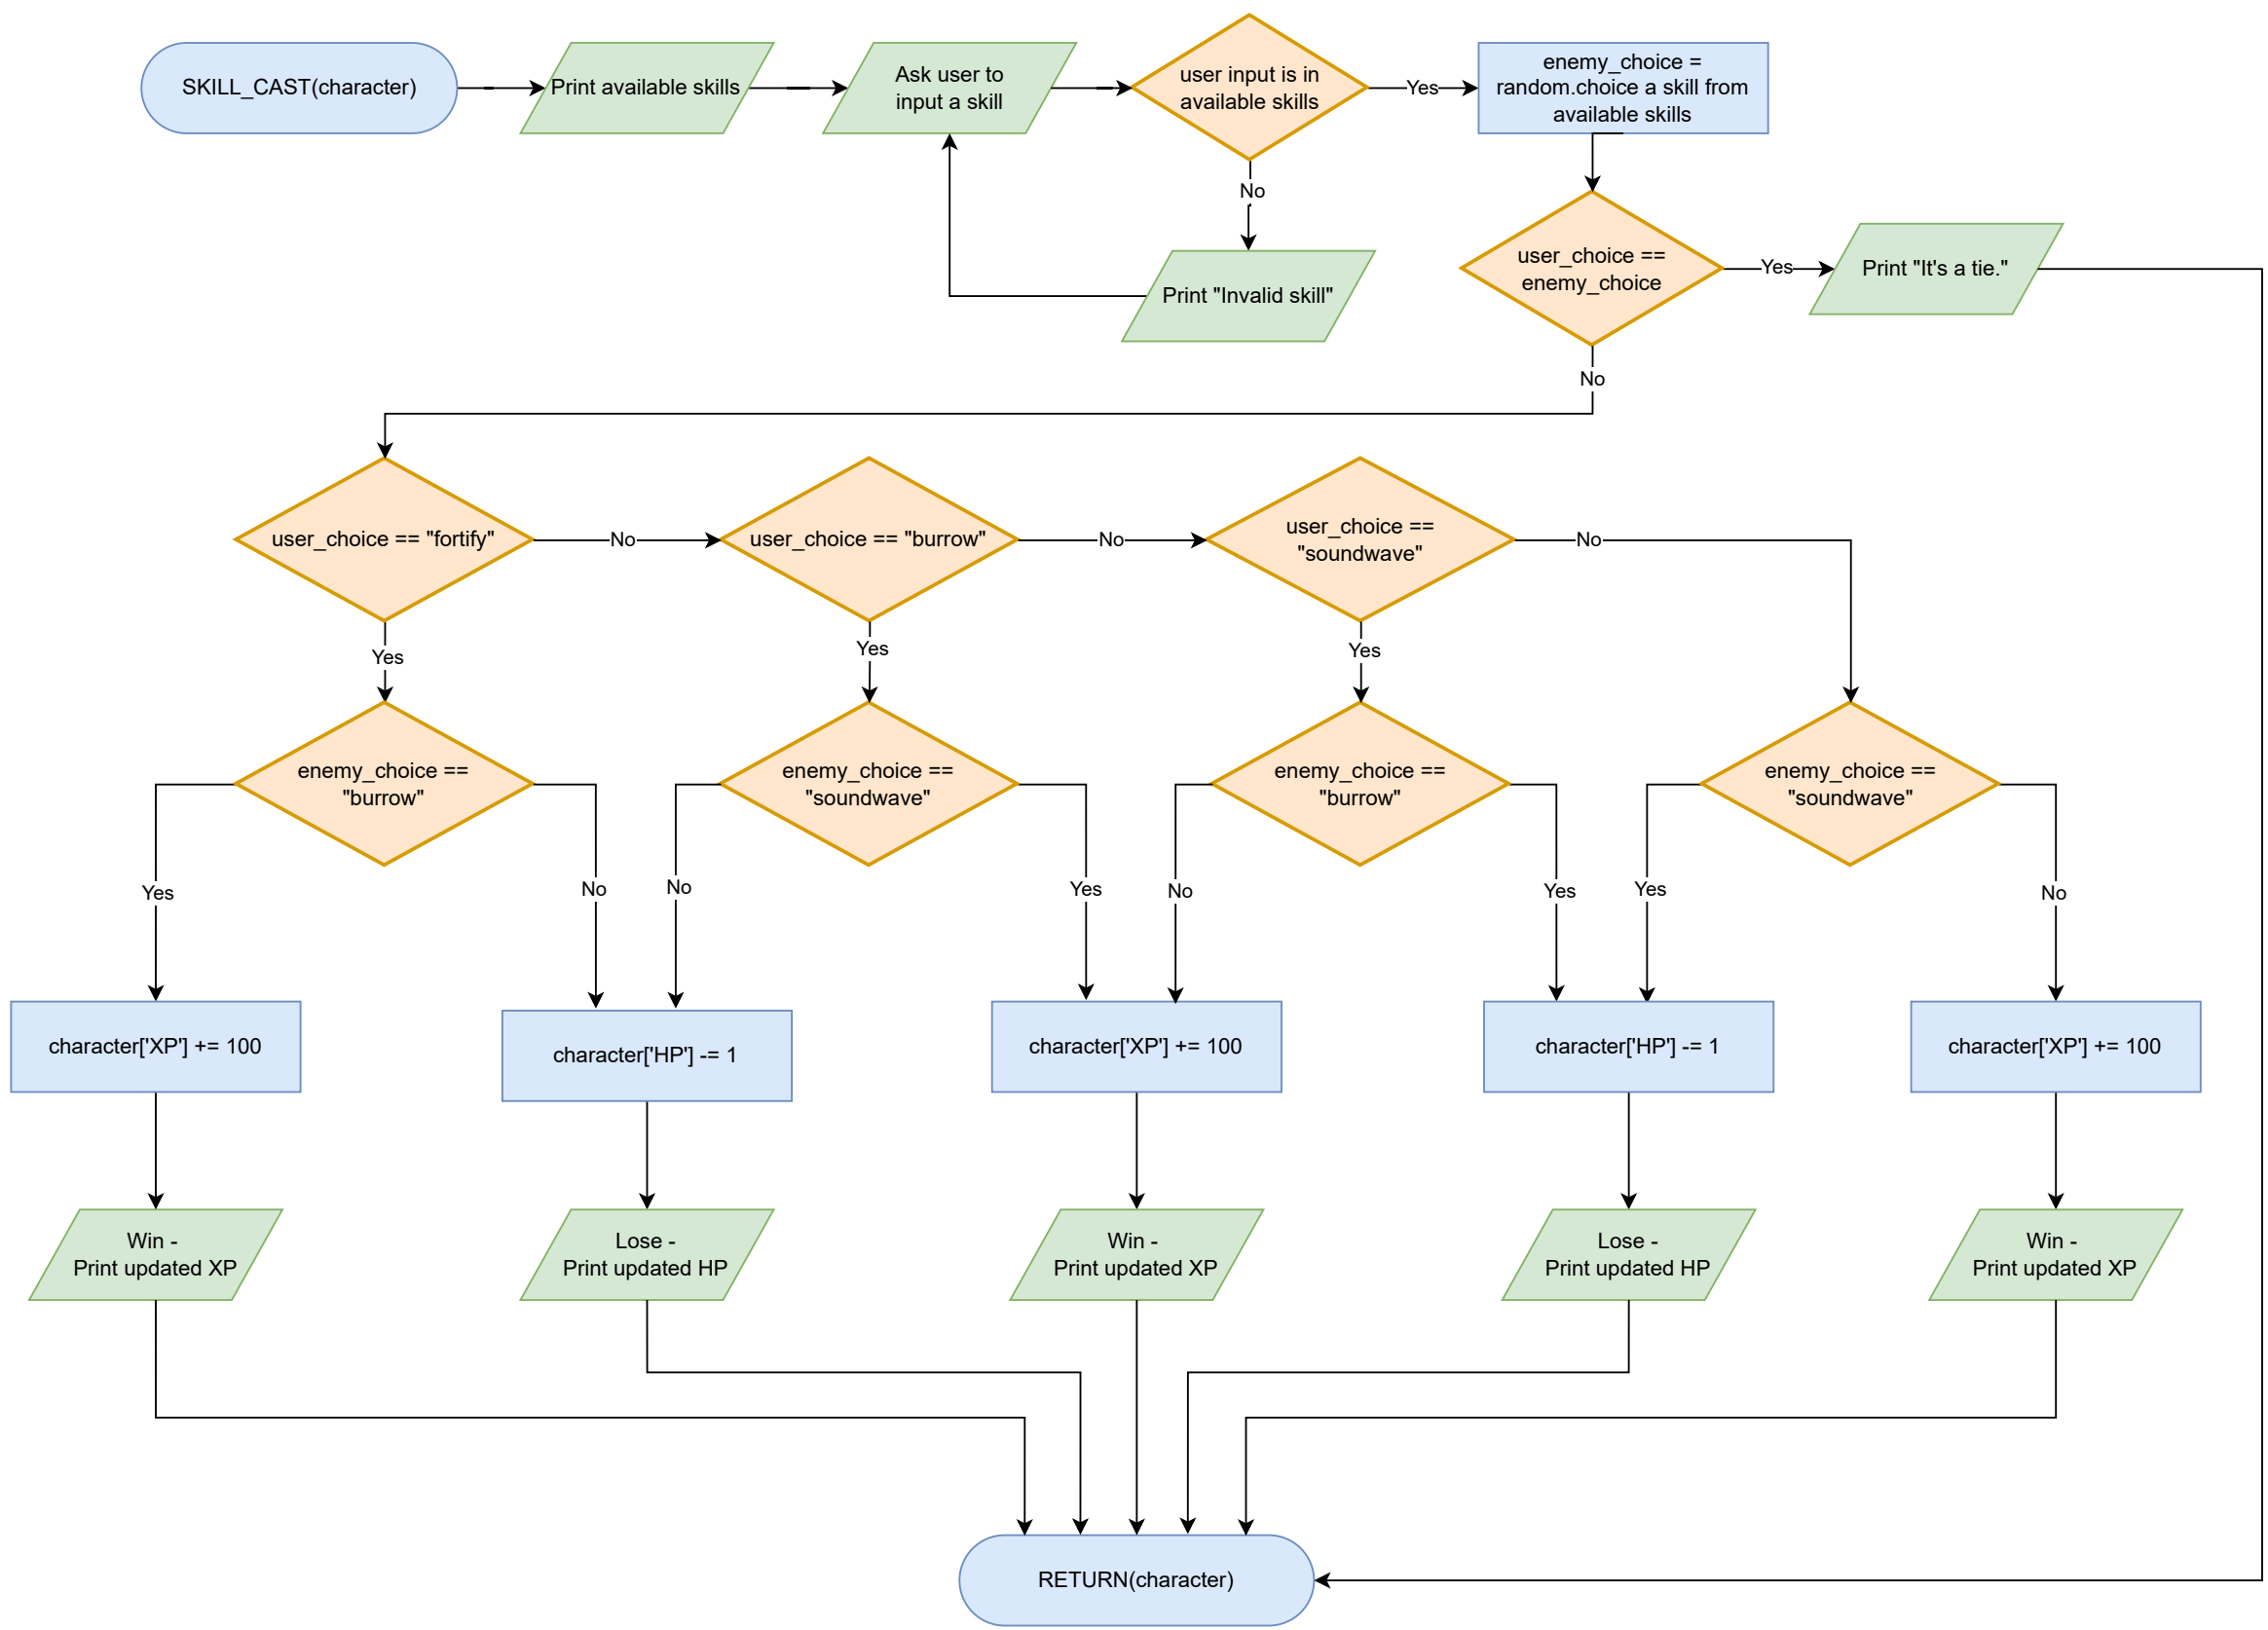 SKILL_CAST(character)
Print available skills
Ask user to
input a skill
user input is in
available skills
Yes
enemy_choice =
random.choice a skill from
available skills
No
Print "Invalid skill"
user_choice ==
enemy_choice
Yes
Print "It's a tie."
No
user_choice == "fortify"
No
user_choice == "burrow"
No
user_choice ==
"soundwave"
No
Yes
Yes
Yes
enemy_choice ==
"burrow"
enemy_choice ==
"soundwave"
enemy_choice ==
"burrow"
enemy_choice ==
"soundwave"
Yes
No
No
Yes
No
Yes
Yes
No
character['XP'] += 100
character['HP'] -= 1
character['XP'] += 100
character['HP'] -= 1
character['XP'] += 100
Win -
Print updated XP
Lose -
Print updated HP
Win -
Print updated XP
Lose -
Print updated HP
Win -
Print updated XP
RETURN(character)